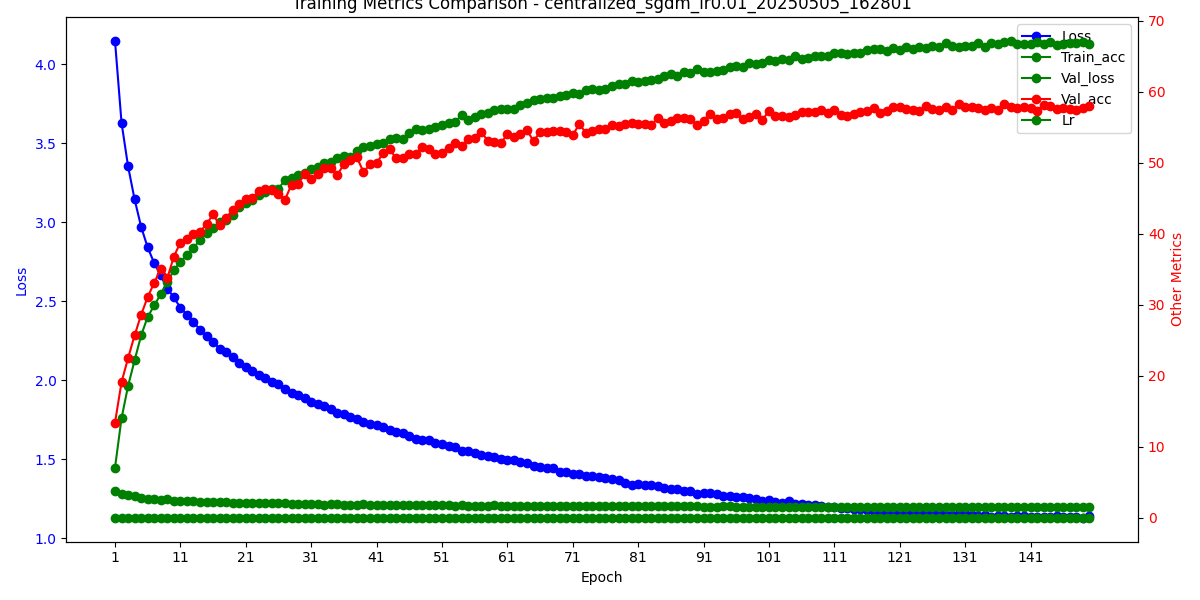 Training Metrics Comparison - centralized_sgdm_lr0.01_20250505_162801
Loss
Train_acc
Val_loss
Val_acc
Lr
4.0
3.5
3.0
2.5
2.0
1.5
1.0
Loss
70
60
50
40
30
20
10
0
Other Metrics
1 11 21 31 41 51 61 71 81 91 101 111 121 131 141
Epoch